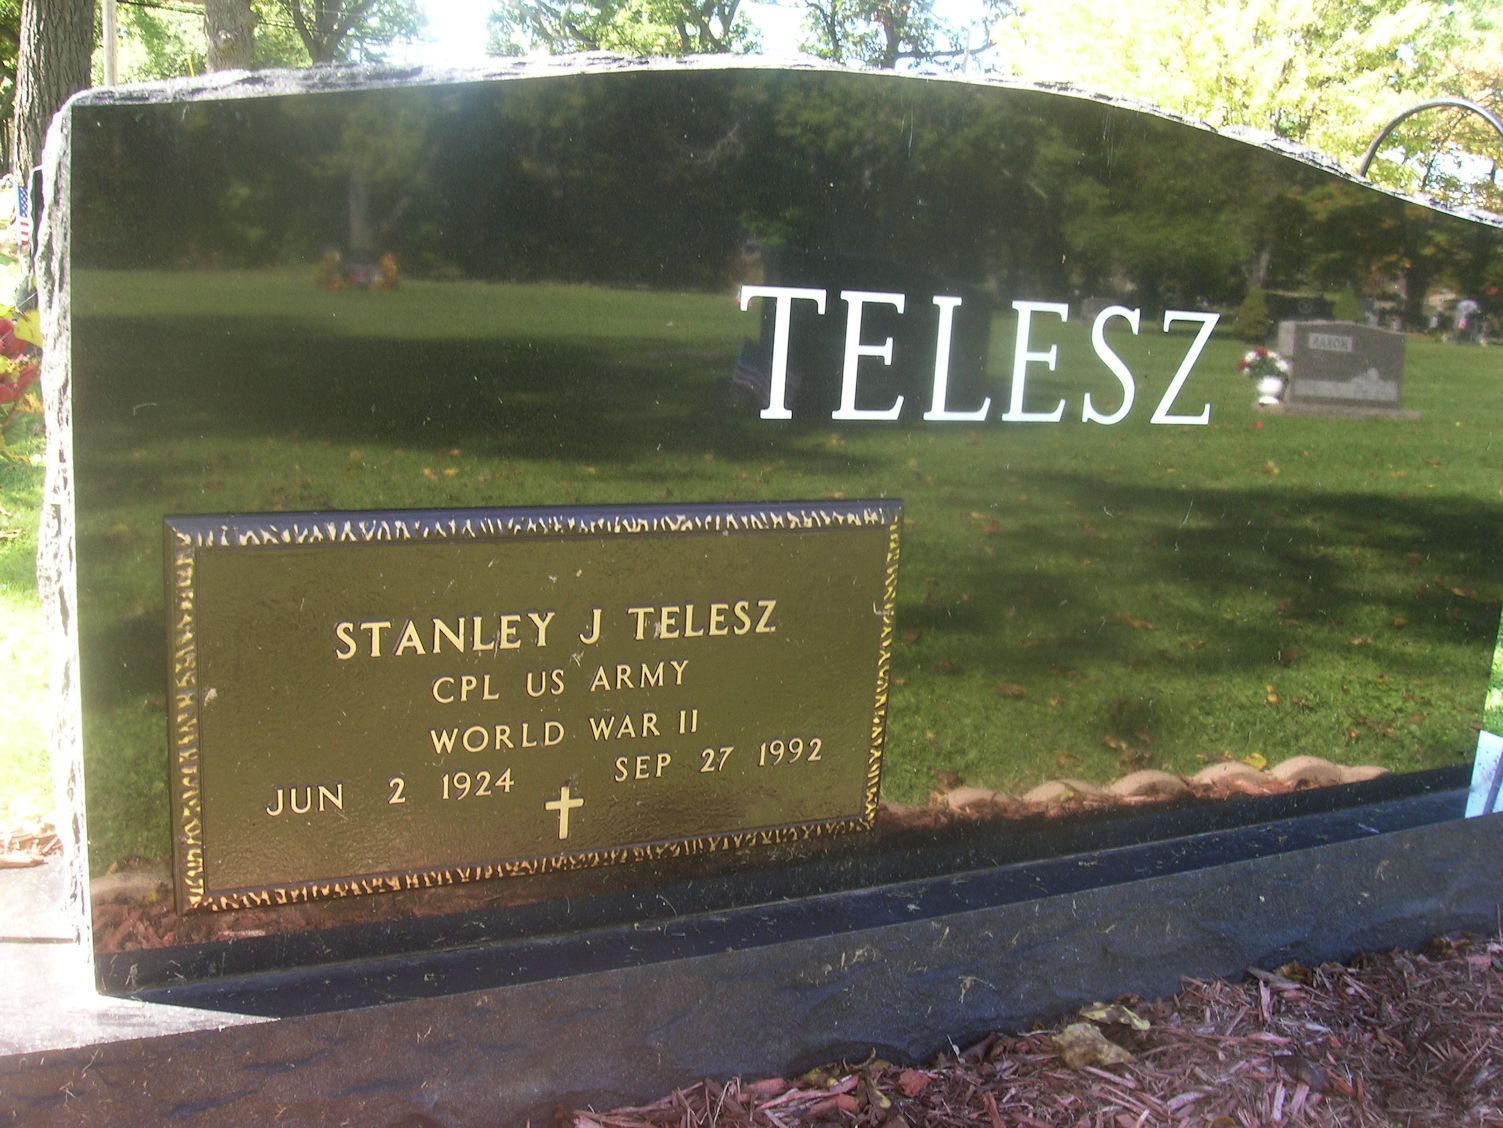 TELESZ
STANLEY J TELESZ
CPL US ARMY
WORLD WAR II
JUN 2 1924 SEP 27 1992